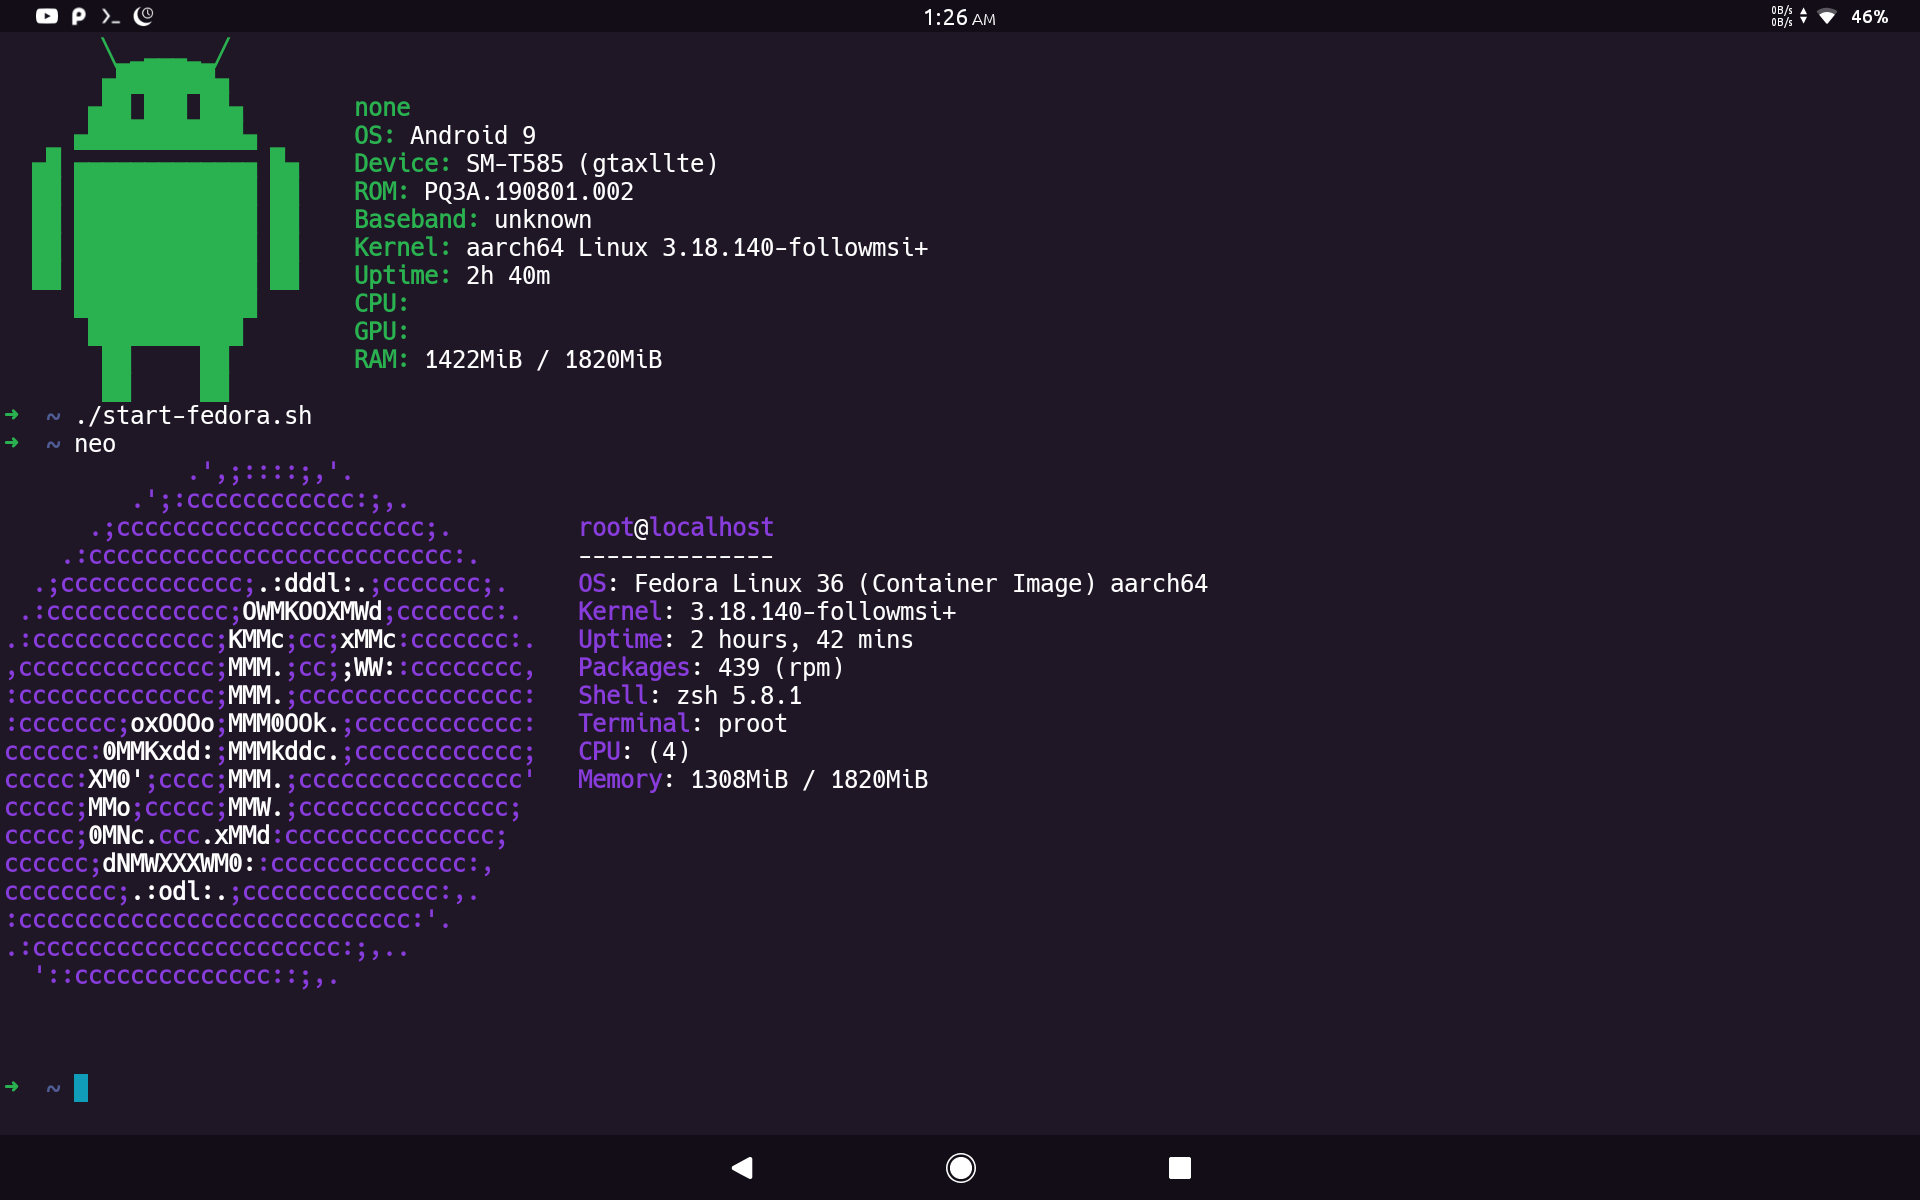 1:26 AM
0B/s
0B/s
46%
none
OS: Android 9
Device: SM-T585 (gtaxllte)
ROM: PQ3A.190801.002
Baseband: unknown
Kernel: aarch64 Linux 3.18.140-followmsi+
Uptime: 2h 40m
CPU:
GPU:
RAM: 1422MiB / 1820MiB
➜  ~ ./start-fedora.sh
➜  ~ neo
             .',;::::;,'.
         .';:cccccccccccc:;,.
      .;cccccccccccccccccccccc;.         root@localhost
    .:cccccccccccccccccccccccccc:.       --------------
  .;ccccccccccccc;.:dddl:.;ccccccc;.     OS: Fedora Linux 36 (Container Image) aarch64
 .:ccccccccccccc;OWMKOOXMWd;ccccccc:.    Kernel: 3.18.140-followmsi+
.:ccccccccccccc;KMMc;cc;xMMc:ccccccc:.   Uptime: 2 hours, 42 mins
,cccccccccccccc;MMM.;cc;;WW::cccccccc,   Packages: 439 (rpm)
:cccccccccccccc;MMM.;cccccccccccccccc:   Shell: zsh 5.8.1
:ccccccc;oxOOOo;MMM0OOk.;cccccccccccc:   Terminal: proot
cccccc:0MMKxdd:;MMMkddc.;cccccccccccc;   CPU: (4)
ccccc:XM0';cccc;MMM.;cccccccccccccccc'   Memory: 1308MiB / 1820MiB
ccccc;MMo;ccccc;MMW.;ccccccccccccccc;
ccccc;0MNc.ccc.xMMd:ccccccccccccccc;
cccccc;dNMWXXXWM0::cccccccccccccc:,
cccccccc;.:odl:.;cccccccccccccc:,.
:cccccccccccccccccccccccccccc:'.
.:cccccccccccccccccccccc:;,..
  '::cccccccccccccc::;,.
➜  ~